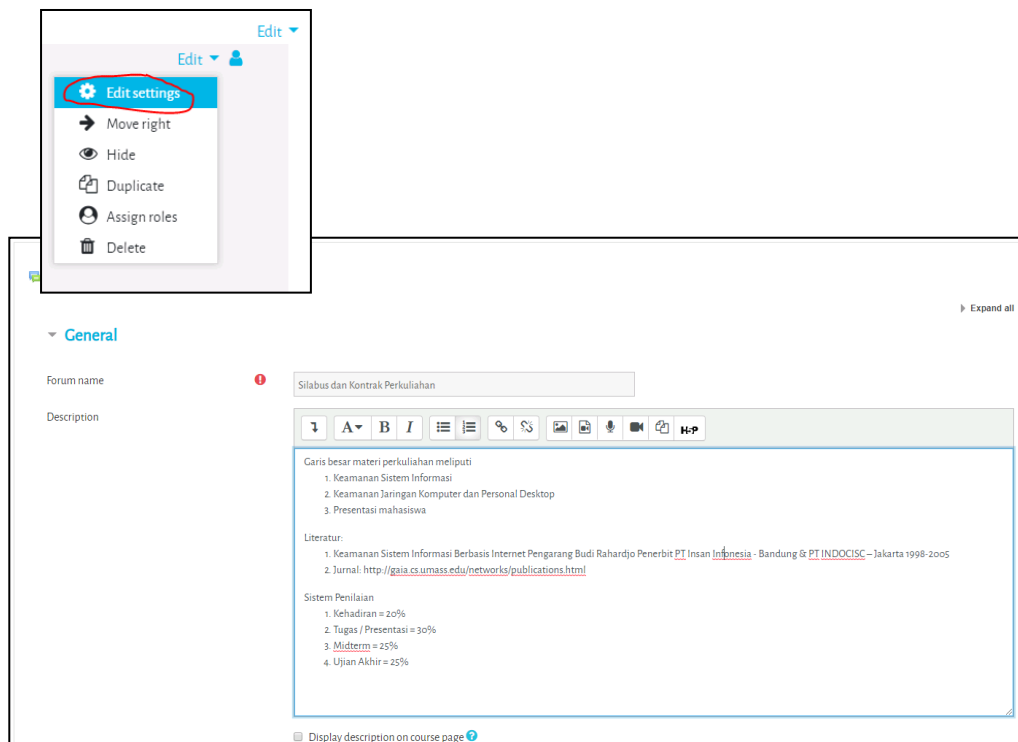 Edit
Edit
Edit settings
Move right
Hide
Duplicate
Assign roles
Delete
Expand all
General
Forum name
Silabus dan Kontrak Perkuliahan
Description
A B I
H-P
Garis besar materi perkuliahan meliputi
1. Keamanan Sistem Informasi
2. Keamanan Jaringan Komputer dan Personal Desktop
3. Presentasi mahasiswa
Literatur:
1. Keamanan Sistem Informasi Berbasis Internet Pengarang Budi Rahardjo Penerbit PT Insan Infonesia - Bandung & PT INDOCISC – Jakarta 1998-2005
2. Jurnal: http://gaia.cs.umass.edu/networks/publications.html
Sistem Penilaian
1. Kehadiran = 20%
2. Tugas / Presentasi = 30%
3. Midterm = 25%
4. Ujian Akhir = 25%
Display description on course page